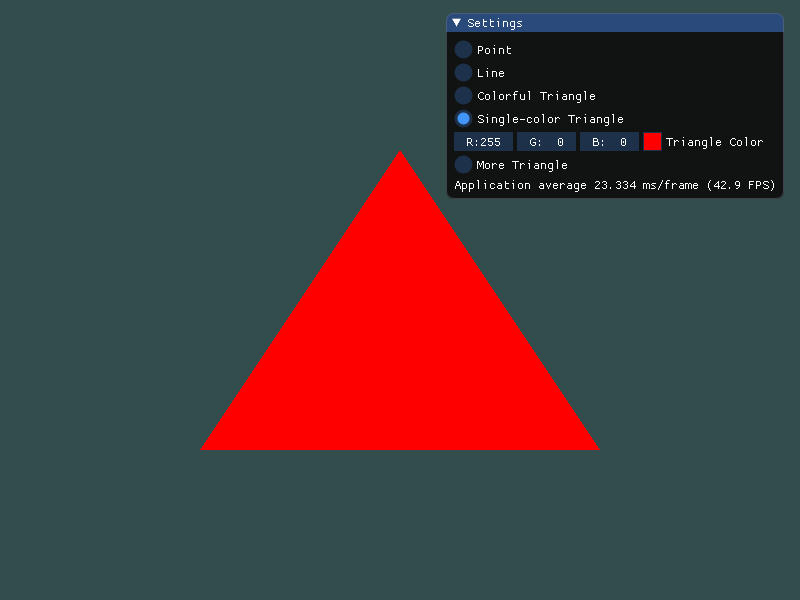 Settings
Point
Line
Colorful Triangle
Single-color Triangle
R:255 G: 0 B: 0 Triangle Color
More Triangle
Application average 23.334 ms/frame (42.9 FPS)